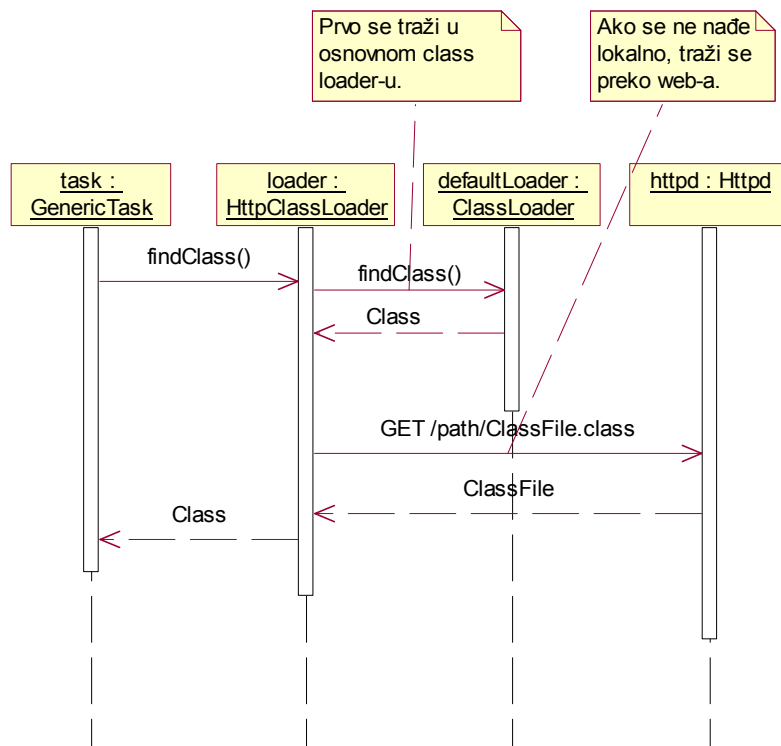 Prvo se traži u
osnovnom class
loader-u.
Ako se ne nađe
lokalno, traži se
preko web-a.
task :
GenericTask
loader :
HttpClassLoader
defaultLoader :
ClassLoader
httpd : Httpd
findClass()
findClass()
Class
GET /path/ClassFile.class
ClassFile
Class